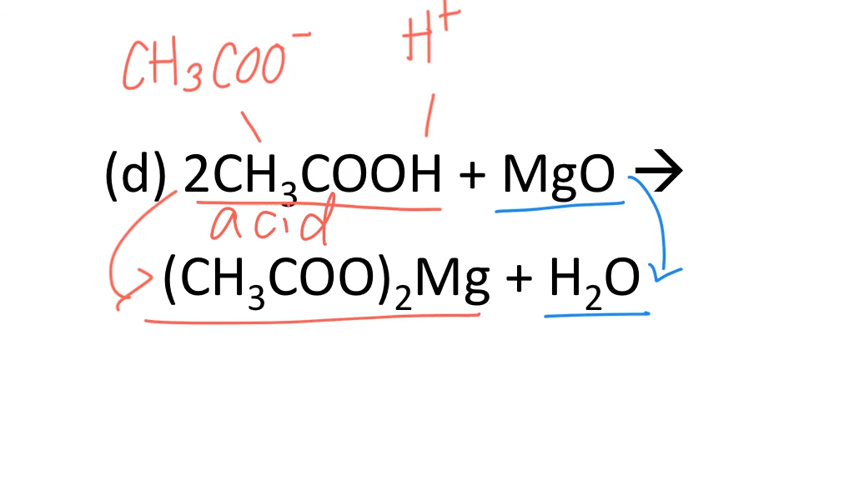 CH₃COO⁻ H⁺
(d) 2CH₃COOH + MgO →
acid
(CH₃COO)₂Mg + H₂O